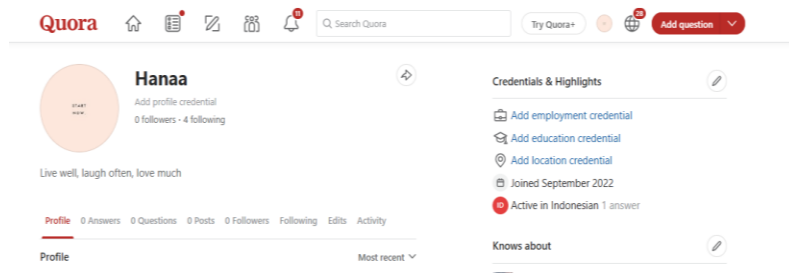 Quora
11
Search Quora
Try Quora+
28
Add question
START
NOW.
Hanaa
Add profile credential
0 followers · 4 following
Live well, laugh often, love much
Profile 0 Answers 0 Questions 0 Posts 0 Followers Following Edits Activity
Profile
Most recent
Credentials & Highlights
Add employment credential
Add education credential
Add location credential
Joined September 2022
ID Active in Indonesian 1 answer
Knows about